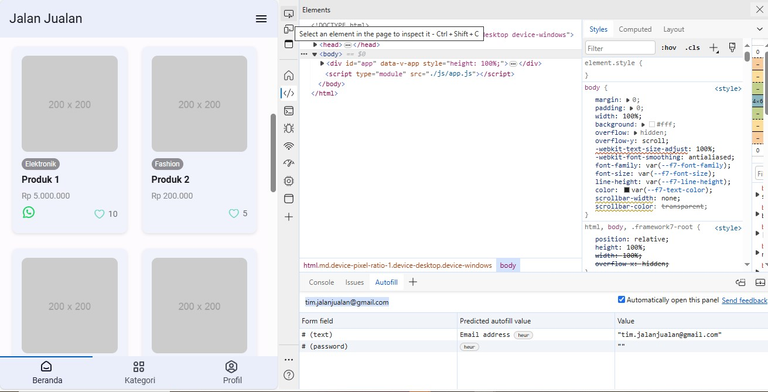 Jalan Jualan
200 x 200
200 x 200
Elektronik
Fashion
Produk 1
Produk 2
Rp 5.000.000
Rp 200.000
10
5
200 x 200
200 x 200
Beranda
Kategori
Profil
Elements
<!DOCTYPE html>
Select an element in the page to inspect it - Ctrl + Shift + C
desktop device-windows">
<head> </head>
<body> == $0
<div id="app" data-v-app style="height: 100%;"> </div>
<script type="module" src="./js/app.js"></script>
</body>
</html>
html.md.device-pixel-ratio-1.device-desktop.device-windows
body
Styles
Computed
Layout
Filter
:hov
.cls
element.style {
}
body {
<style>
margin: 0;
padding: 0;
width: 100%;
background: #fff;
overflow: hidden;
overflow-y: scroll;
-webkit-text-size-adjust: 100%;
-webkit-font-smoothing: antialiased;
font-family: var(--f7-font-family);
font-size: var(--f7-font-size);
line-height: var(--f7-line-height);
color: var(--f7-text-color);
scrollbar-width: none;
scrollbar-color: transparent;
}
html, body, .framework7-root {
<style>
position: relative;
height: 100%;
width: 100%;
overflow-x: hidden;
Console
Issues
Autofill
tim.jalanjualan@gmail.com
Automatically open this panel
Send feedback
Form field
Predicted autofill value
Value
# (text)
Email address
heur
"tim.jalanjualan@gmail.com"
# (password)
heur
""